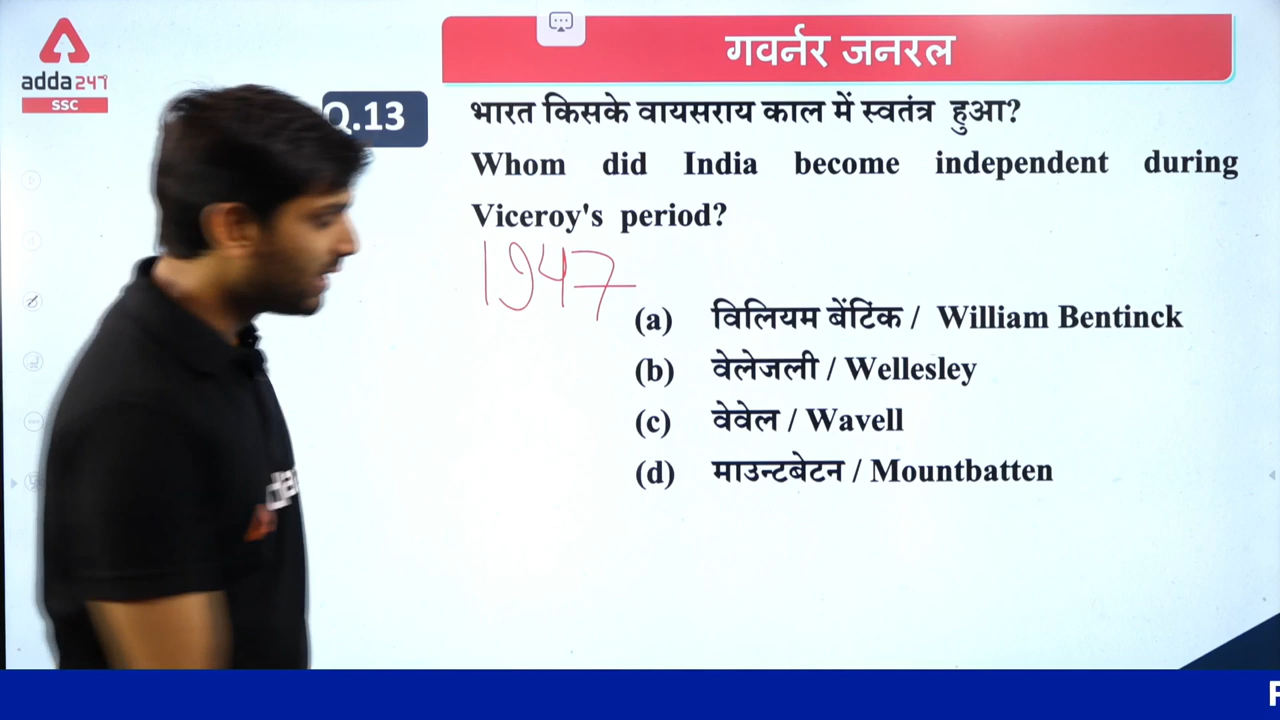 adda247
SSC
गवर्नर जनरल
Q.13
भारत किसके वायसराय काल में स्वतंत्र हुआ?
Whom did India become independent during
Viceroy's period?
1947
(a) विलियम बेंटिंक / William Bentinck
(b) वेलेजली / Wellesley
(c) वेवेल / Wavell
(d) माउन्टबेटन / Mountbatten